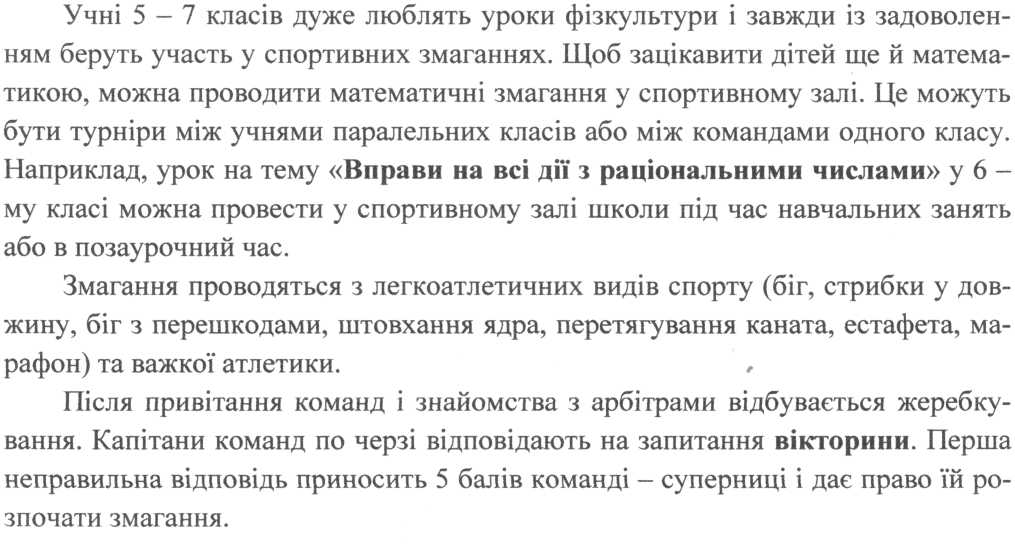 Учні 5 – 7 класів дуже люблять уроки фізкультури і завжди із задоволен-
ням беруть участь у спортивних змаганнях. Щоб зацікавити дітей ще й матема-
тикою, можна проводити математичні змагання у спортивному залі. Це можуть
бути турніри між учнями паралельних класів або між командами одного класу.
Наприклад, урок на тему «Вправи на всі дії з раціональними числами» у 6 –
му класі можна провести у спортивному залі школи під час навчальних занять
або в позаурочний час.
Змагання проводяться з легкоатлетичних видів спорту (біг, стрибки у дов-
жину, біг з перешкодами, штовхання ядра, перетягування каната, естафета, ма-
рафон) та важкої атлетики.
Після привітання команд і знайомства з арбітрами відбувається жеребку-
вання. Капітани команд по черзі відповідають на запитання вікторини. Перша
неправильна відповідь приносить 5 балів команді – суперниці і дає право їй ро-
зпочати змагання.